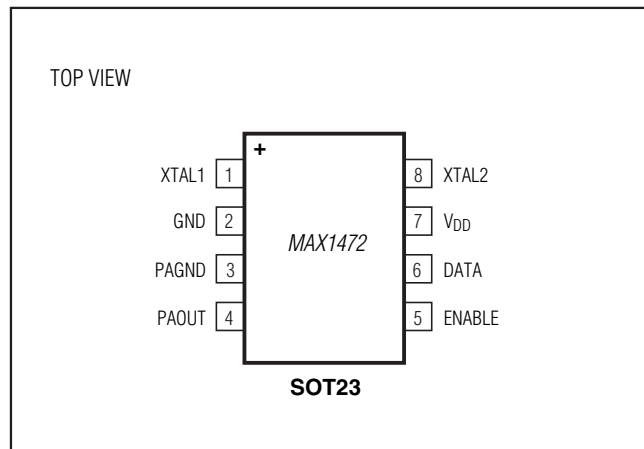 TOP VIEW
+
XTAL1 1 8 XTAL2
GND 2 7 VDD
MAX1472
PAGND 3 6 DATA
PAOUT 4 5 ENABLE
SOT23